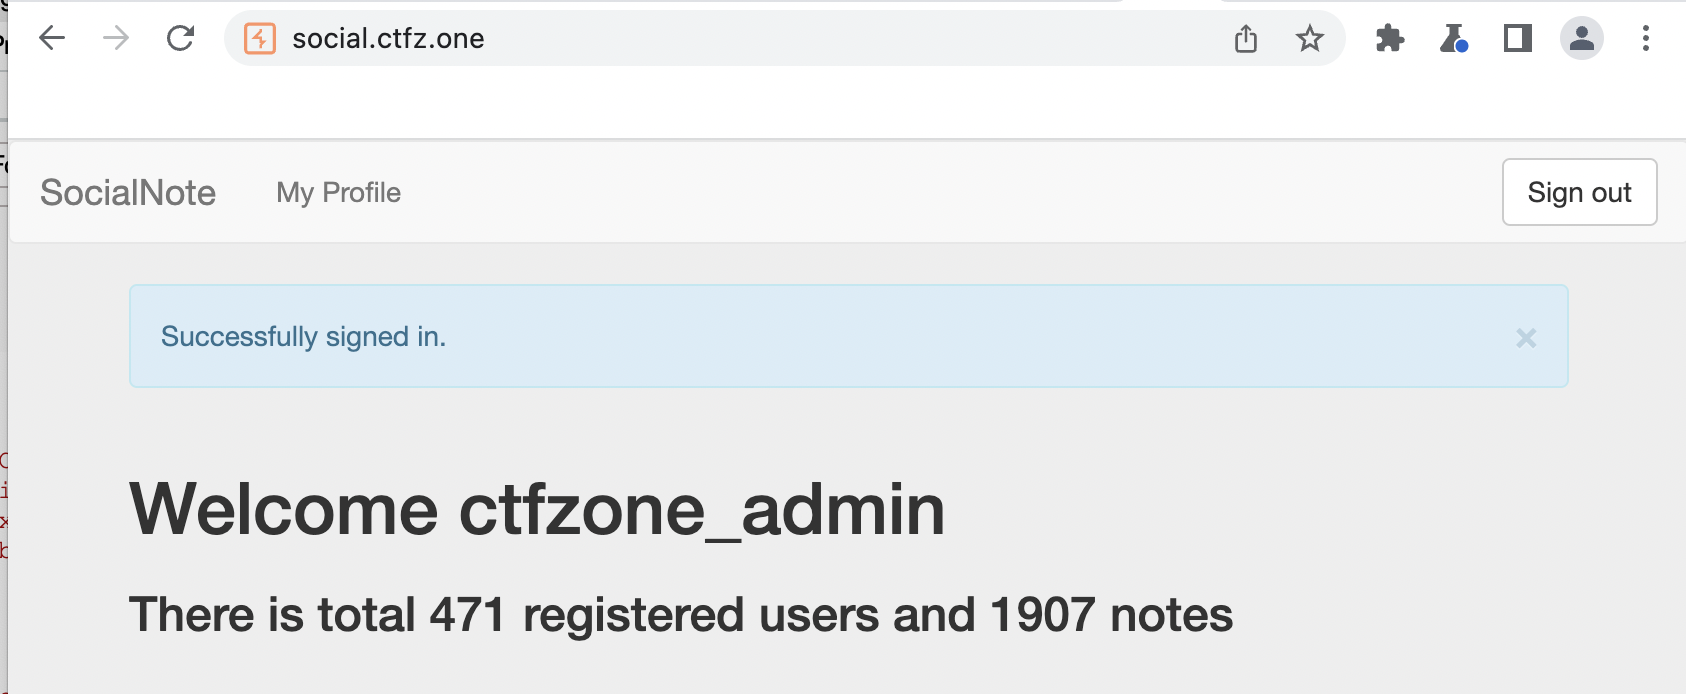 social.ctfz.one
SocialNote My Profile Sign out
Successfully signed in. ×
Welcome ctfzone_admin
There is total 471 registered users and 1907 notes